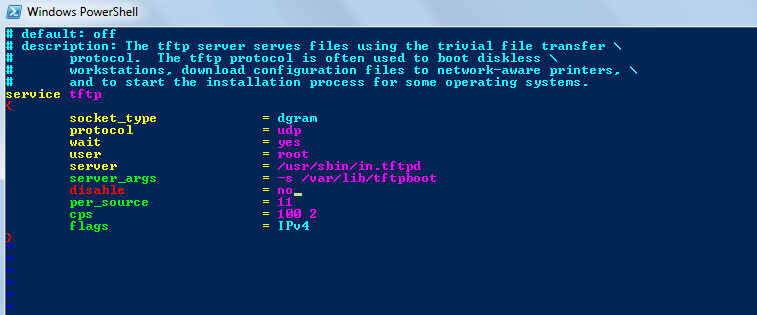 Windows PowerShell
# default: off
# description: The tftp server serves files using the trivial file transfer \
#       protocol.  The tftp protocol is often used to boot diskless \
#       workstations, download configuration files to network-aware printers, \
#       and to start the installation process for some operating systems.
service tftp
{
        socket_type             = dgram
        protocol                = udp
        wait                    = yes
        user                    = root
        server                  = /usr/sbin/in.tftpd
        server_args             = -s /var/lib/tftpboot
        disable                 = no
        per_source              = 11
        cps                     = 100 2
        flags                   = IPv4
}
~
~
~
~
~
~